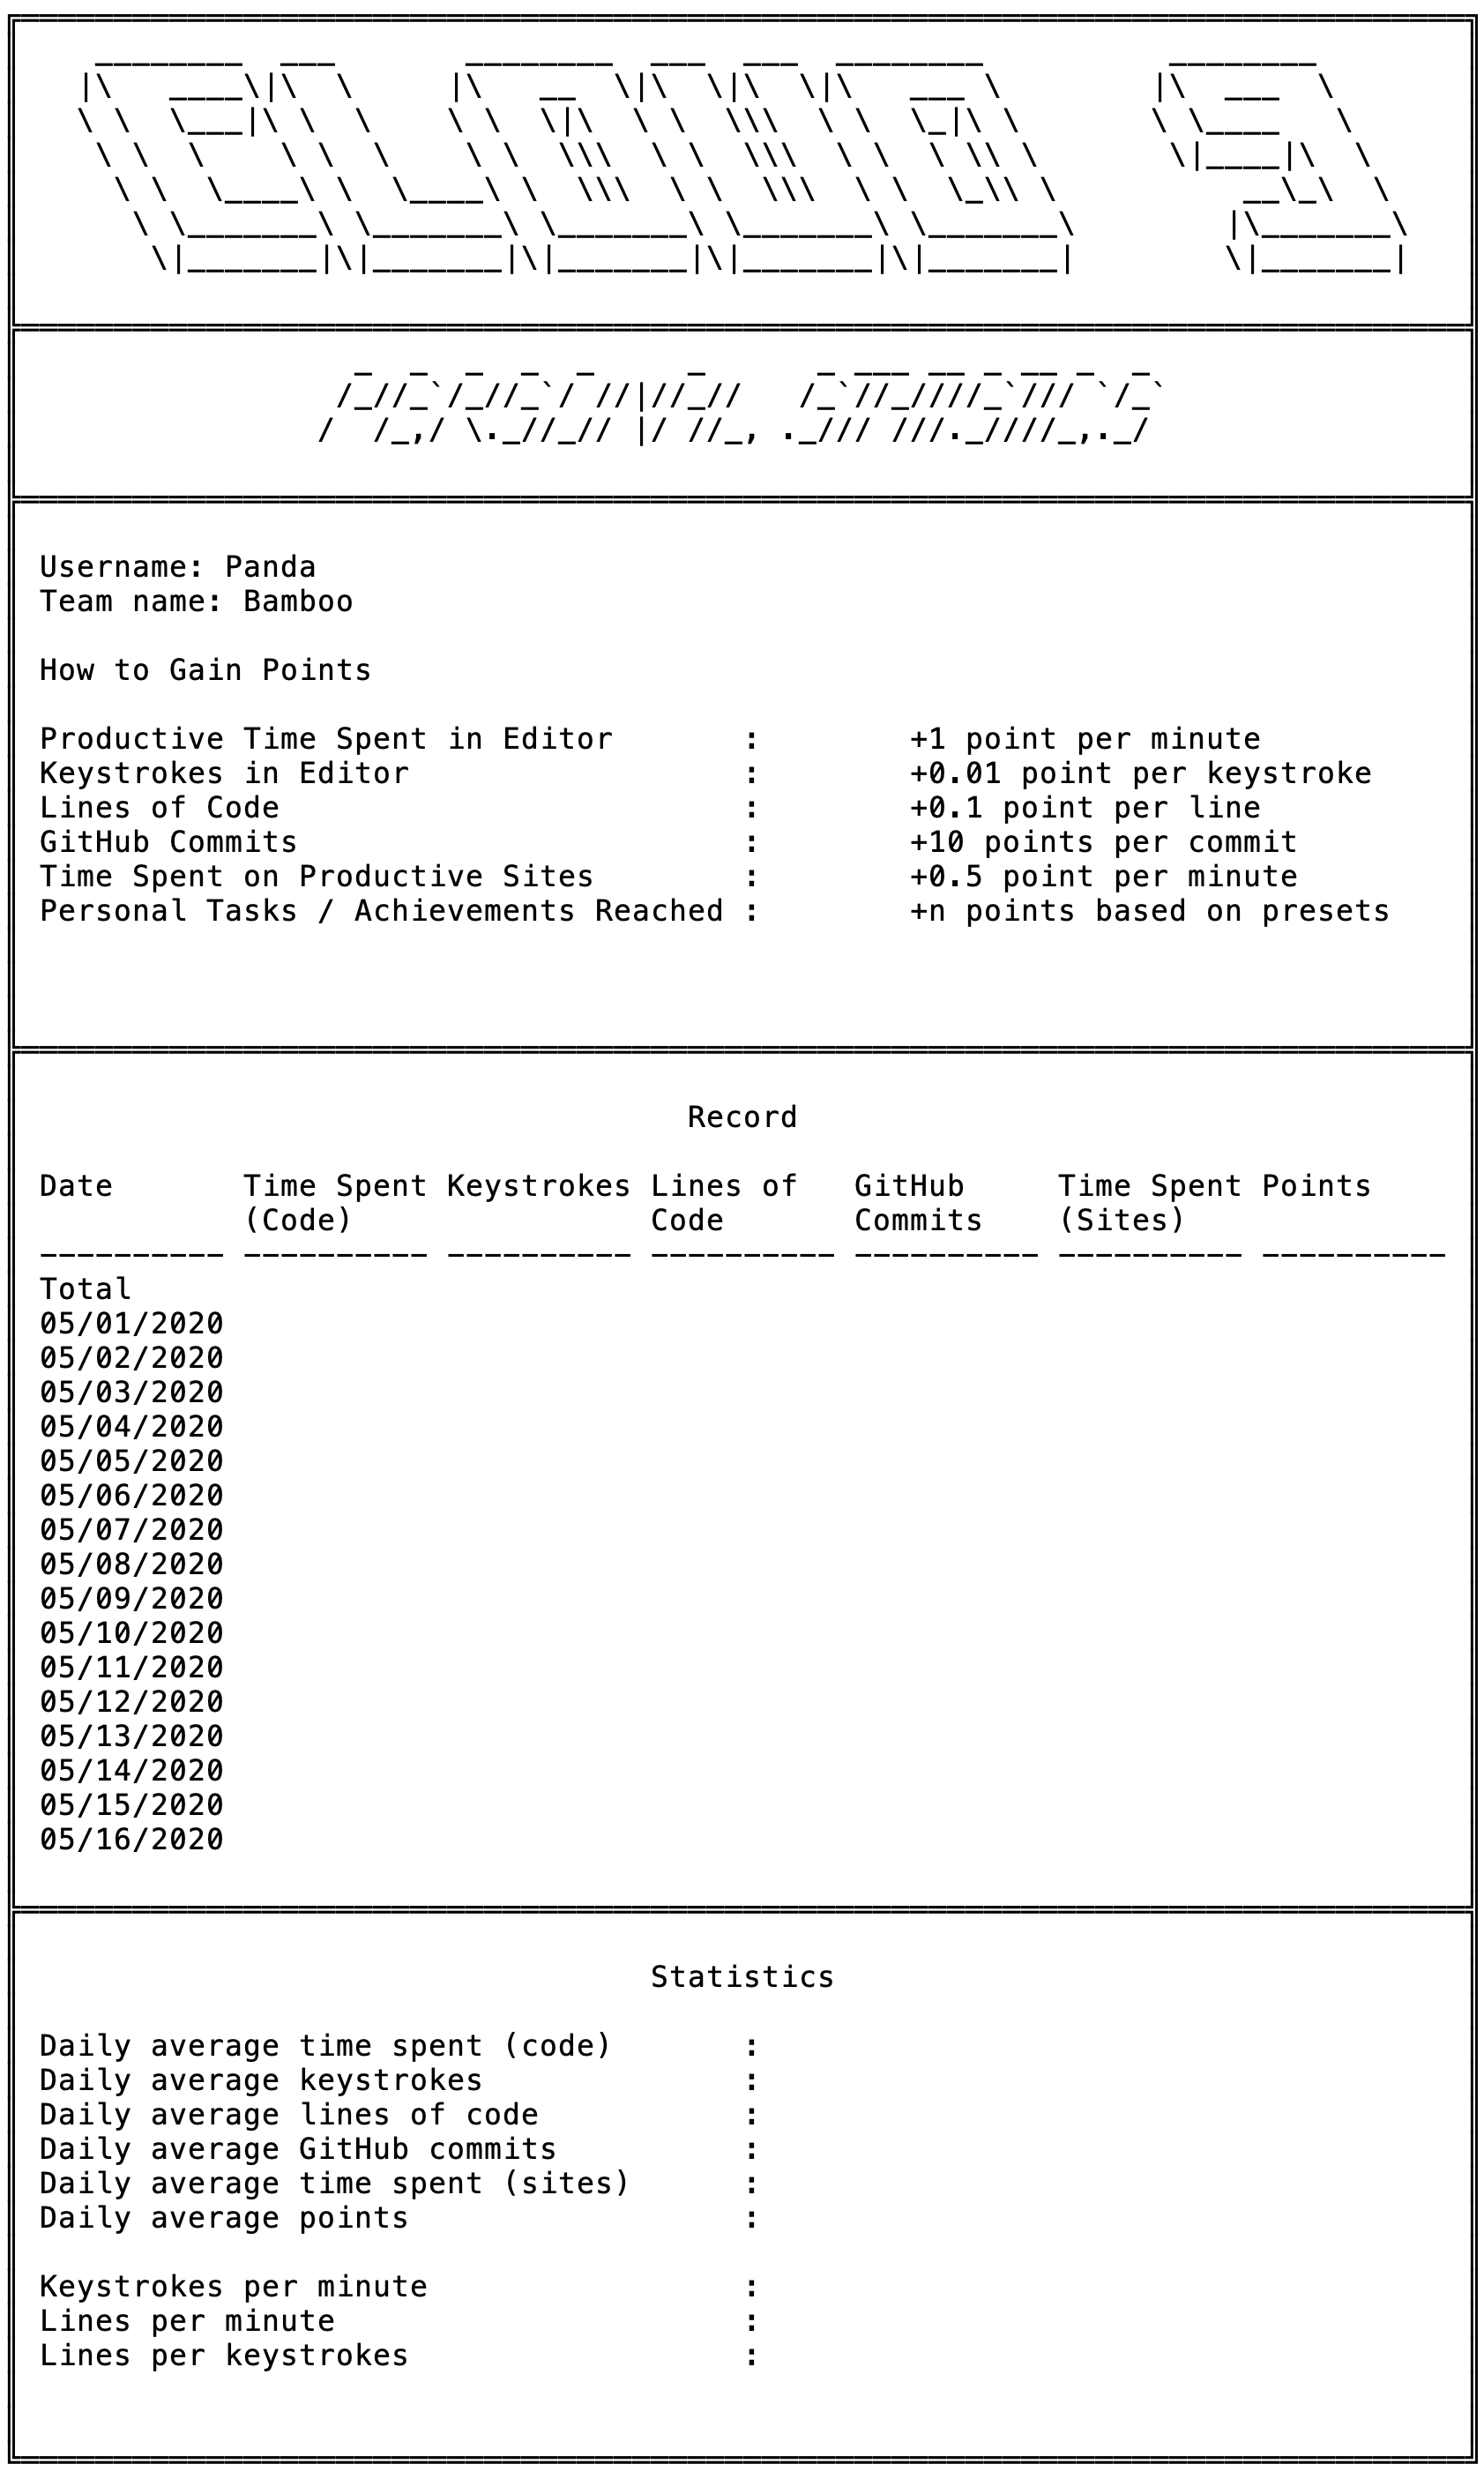 CLOUD 9
PERSONAL STATISTICS
Username: Panda
Team name: Bamboo
How to Gain Points
Productive Time Spent in Editor : +1 point per minute
Keystrokes in Editor : +0.01 point per keystroke
Lines of Code : +0.1 point per line
GitHub Commits : +10 points per commit
Time Spent on Productive Sites : +0.5 point per minute
Personal Tasks / Achievements Reached : +n points based on presets
Record
Date Time Spent Keystrokes Lines of GitHub Time Spent Points
(Code) Code Commits (Sites)
---------- ---------- ---------- ---------- ---------- ---------- ----------
Total
05/01/2020
05/02/2020
05/03/2020
05/04/2020
05/05/2020
05/06/2020
05/07/2020
05/08/2020
05/09/2020
05/10/2020
05/11/2020
05/12/2020
05/13/2020
05/14/2020
05/15/2020
05/16/2020
Statistics
Daily average time spent (code) :
Daily average keystrokes :
Daily average lines of code :
Daily average GitHub commits :
Daily average time spent (sites) :
Daily average points :
Keystrokes per minute :
Lines per minute :
Lines per keystrokes :